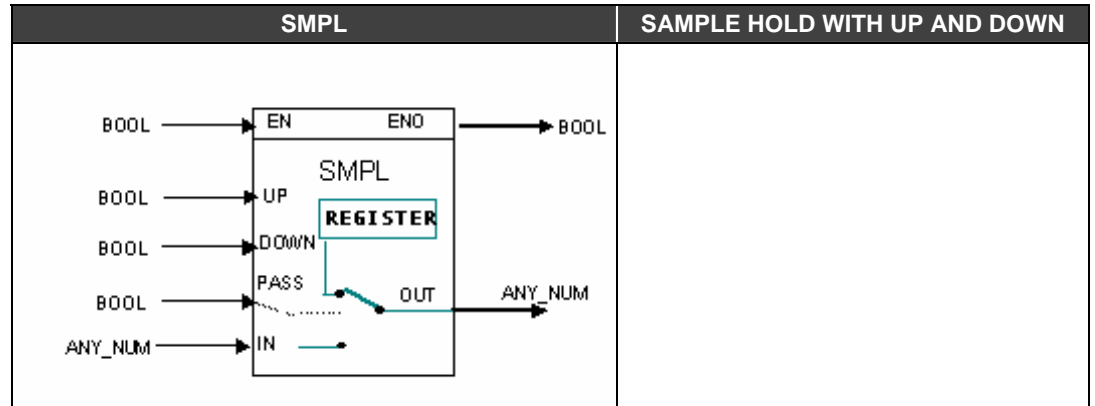 SMPL
SAMPLE HOLD WITH UP AND DOWN
BOOL
EN
ENO
BOOL
SMPL
BOOL
UP
REGISTER
BOOL
DOWN
PASS
BOOL
OUT
ANY_NUM
ANY_NUM
IN